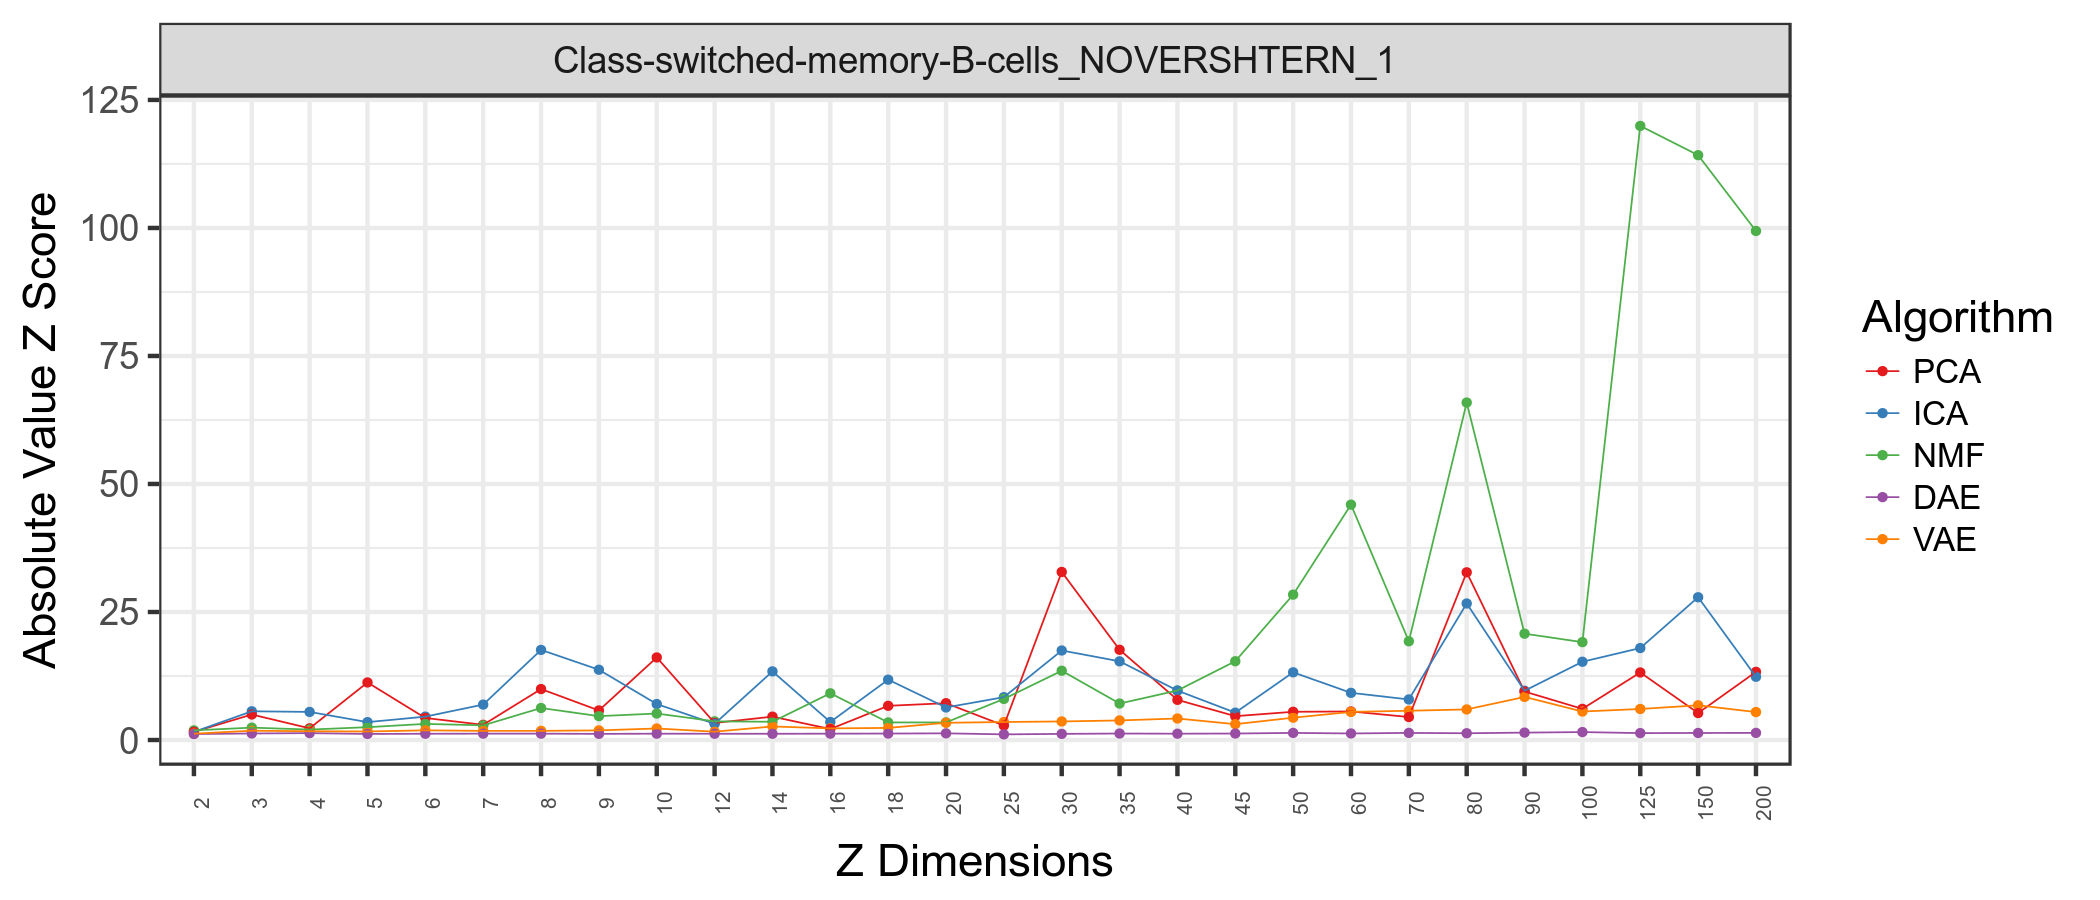 Class-switched-memory-B-cells_NOVERSHTERN_1
Absolute Value Z Score
125
100
75
50
25
0
2 3 4 5 6 7 8 9 10 12 14 16 18 20 25 30 35 40 45 50 60 70 80 90 100 125 150 200
Z Dimensions
Algorithm
PCA
ICA
NMF
DAE
VAE